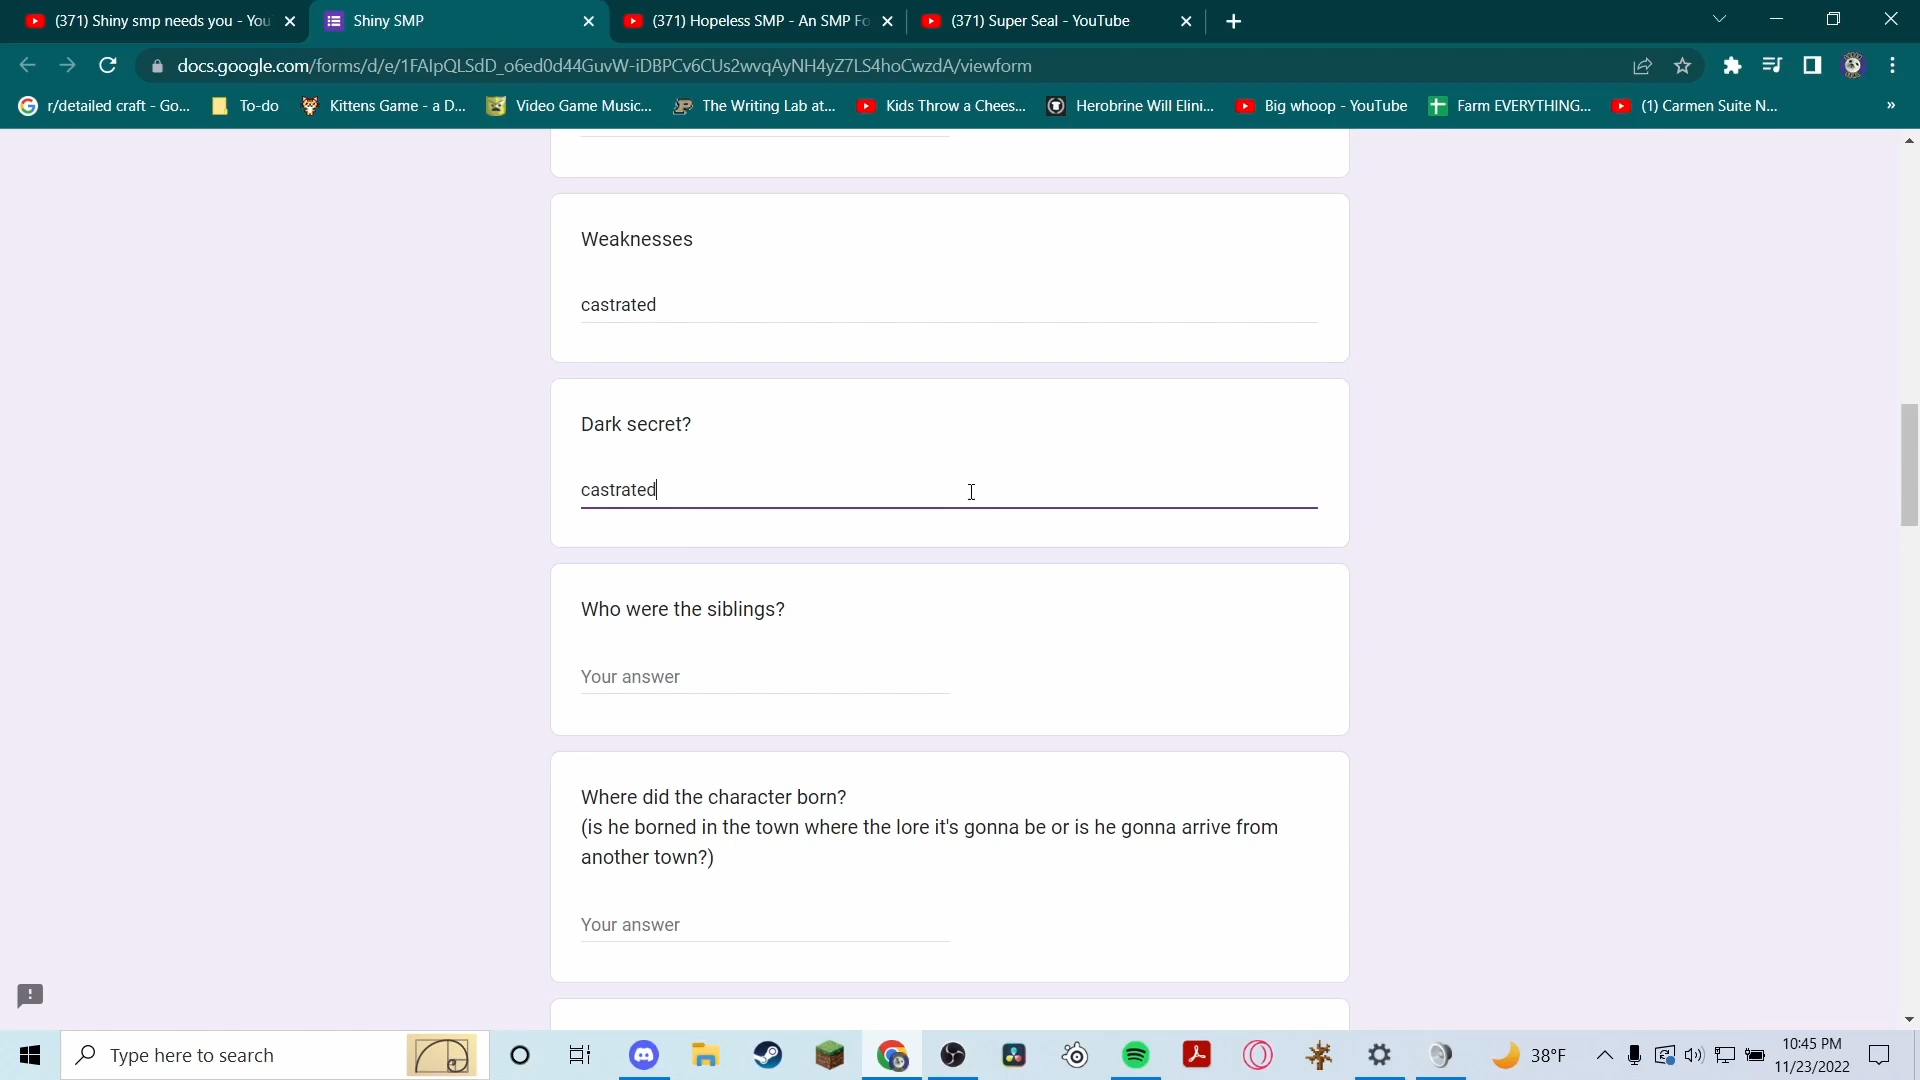 (371) Shiny smp needs you - You
Shiny SMP
(371) Hopeless SMP - An SMP Fo
(371) Super Seal - YouTube
docs.google.com/forms/d/e/1FAIpQLSdD_o6ed0d44GuvW-iDBPCv6CUs2wvqAyNH4yZ7LS4hoCwzdA/viewform
r/detailed craft - Go...
To-do
Kittens Game - a D...
Video Game Music...
The Writing Lab at...
Kids Throw a Chees...
Herobrine Will Elini...
Big whoop - YouTube
Farm EVERYTHING...
(1) Carmen Suite N...
»
Weaknesses
castrated
Dark secret?
castrated
Who were the siblings?
Your answer
Where did the character born?
(is he borned in the town where the lore it's gonna be or is he gonna arrive from
another town?)
Your answer
Type here to search
38°F
10:45 PM
11/23/2022